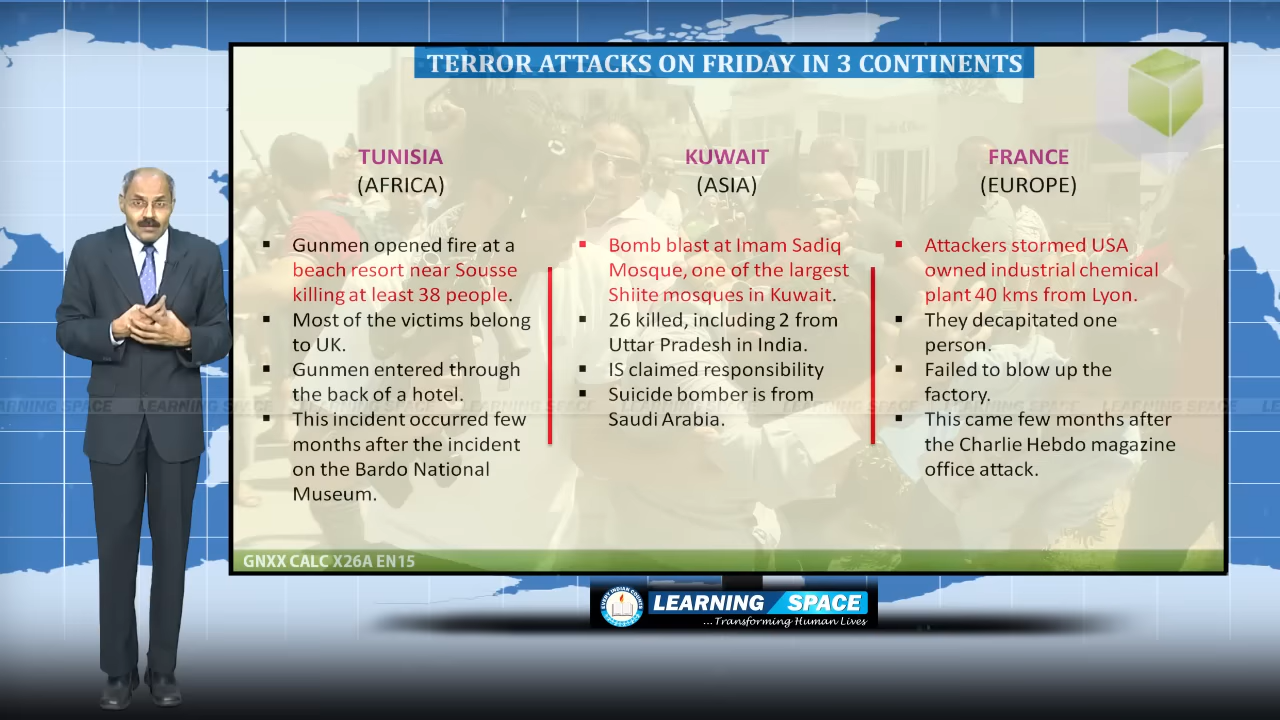 TERROR ATTACKS ON FRIDAY IN 3 CONTINENTS
TUNISIA
(AFRICA)
▪ Gunmen opened fire at a
beach resort near Sousse
killing at least 38 people.
▪ Most of the victims belong
to UK.
▪ Gunmen entered through
the back of a hotel.
▪ This incident occurred few
months after the incident
on the Bardo National
Museum.
KUWAIT
(ASIA)
▪ Bomb blast at Imam Sadiq
Mosque, one of the largest
Shiite mosques in Kuwait.
▪ 26 killed, including 2 from
Uttar Pradesh in India.
▪ IS claimed responsibility
▪ Suicide bomber is from
Saudi Arabia.
FRANCE
(EUROPE)
▪ Attackers stormed USA
owned industrial chemical
plant 40 kms from Lyon.
▪ They decapitated one
person.
▪ Failed to blow up the
factory.
▪ This came few months after
the Charlie Hebdo magazine
office attack.
LEARNING SPACE LEARNING SPACE
GNXX CALC X26A EN15
LEARNING SPACE
...Transforming Human Lives